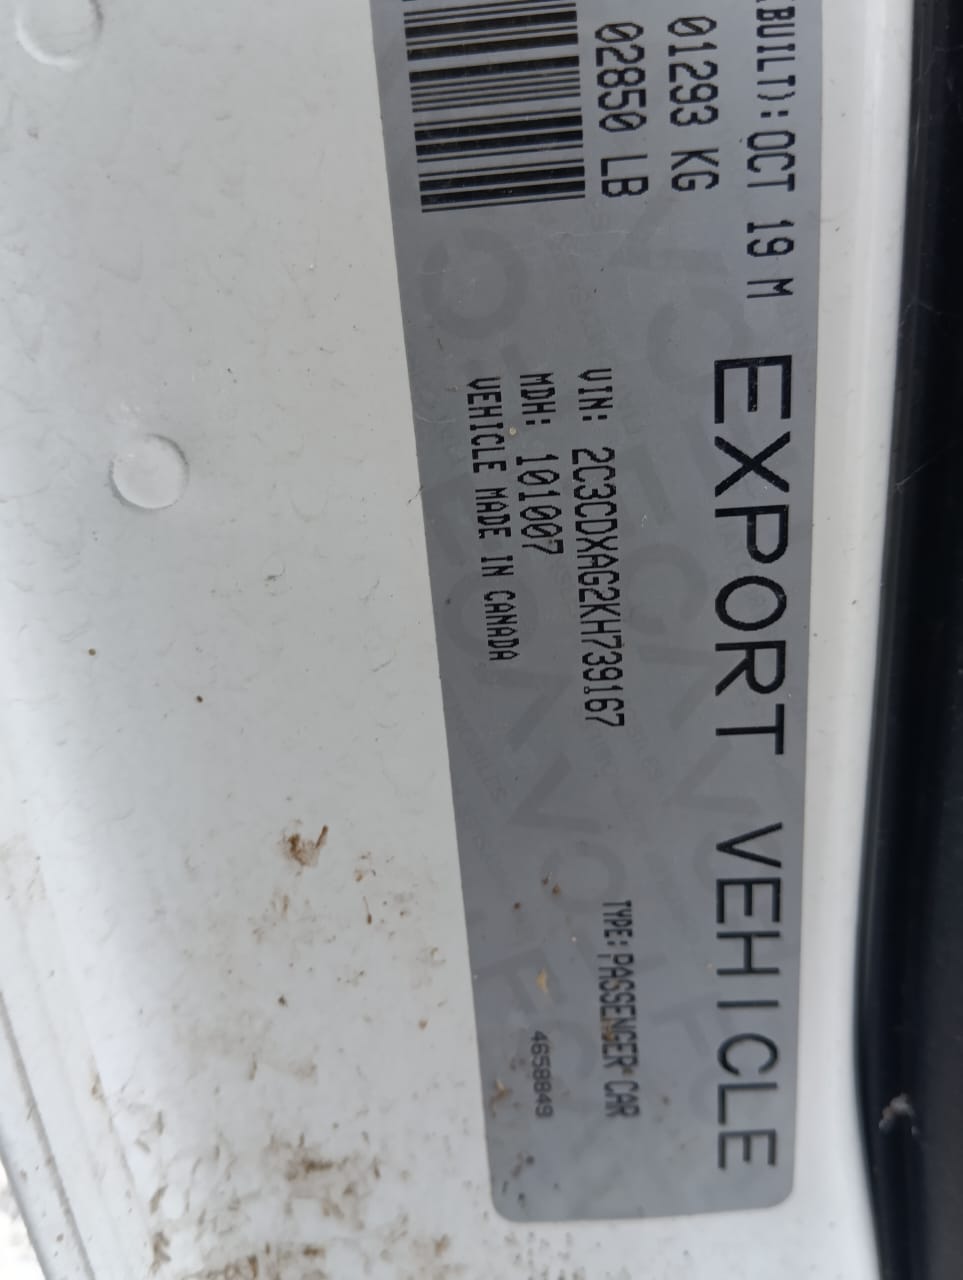 BUILT):OCT 19 M
01293 KG
02850 LB
EXPORT VEHICLE
VIN: 2C3CDXAG2KH739167
TYPE:PASSENGER CAR
MDH: 101007
4658849
VEHICLE MADE IN CANADA